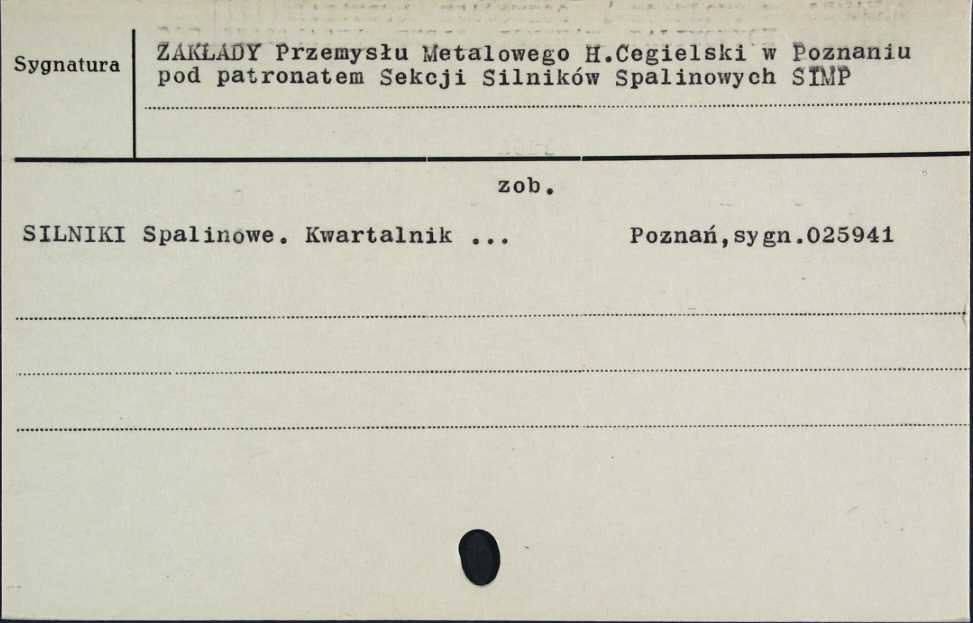 Sygnatura
ZAKŁADY Przemysłu Metalowego H.Cegielski w Poznaniu
pod patronatem Sekcji Silników Spalinowych SIMP
zob.
SILNIKI Spalinowe. Kwartalnik ... Poznań,sygn.025941